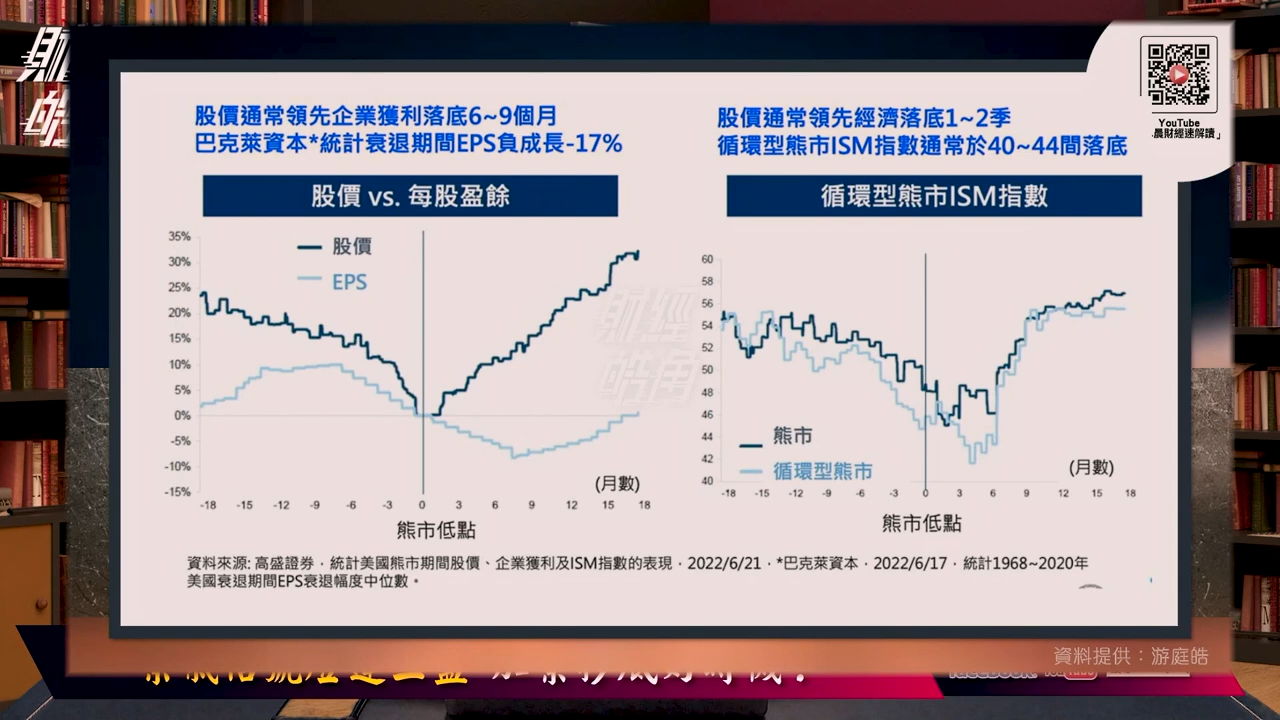 財
皓
YouTube
晨財經速解讀」
股價通常領先企業獲利落底6~9個月
巴克萊資本*統計衰退期間EPS負成長-17%
股價 vs. 每股盈餘
股價
EPS
35%
30%
25%
20%
15%
10%
5%
0%
-5%
-10%
-15%
(月數)
-18 -15 -12 -9 -6 -3 0 3 6 9 12 15 18
熊市低點
股價通常領先經濟落底1~2季
循環型熊市ISM指數通常於40~44間落底
循環型熊市ISM指數
60
58
56
54
52
50
48
46
44
42
40
熊市
循環型熊市
(月數)
-18 -15 -12 -9 -6 -3 0 3 6 9 12 15 18
熊市低點
財經
皓角
資料來源: 高盛證券．統計美國熊市期間股價、企業獲利及ISM指數的表現．2022/6/21．*巴克萊資本．2022/6/17．統計1968~2020年
美國衰退期間EPS衰退幅度中位數。
資料提供：游庭皓